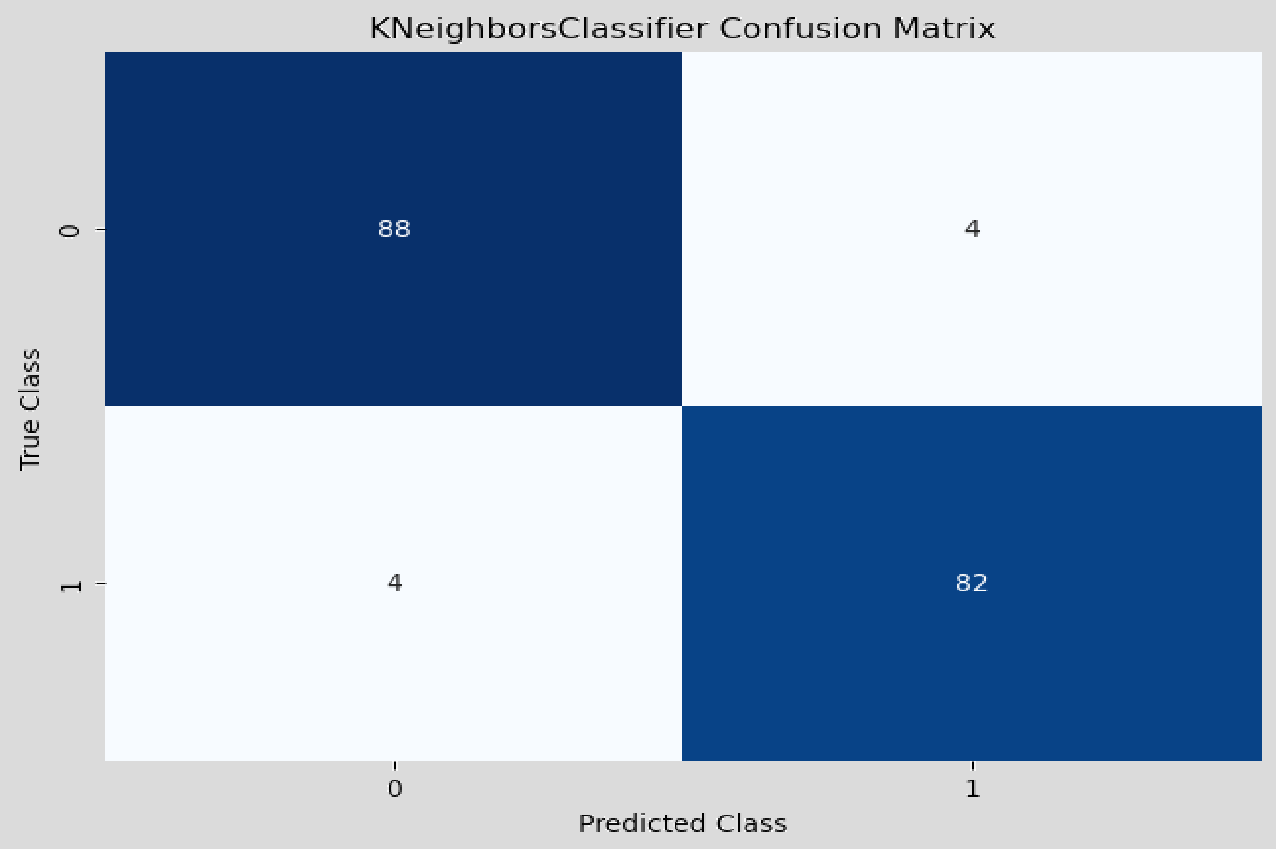 KNeighborsClassifier Confusion Matrix
0
88
4
True Class
1
4
82
0
1
Predicted Class